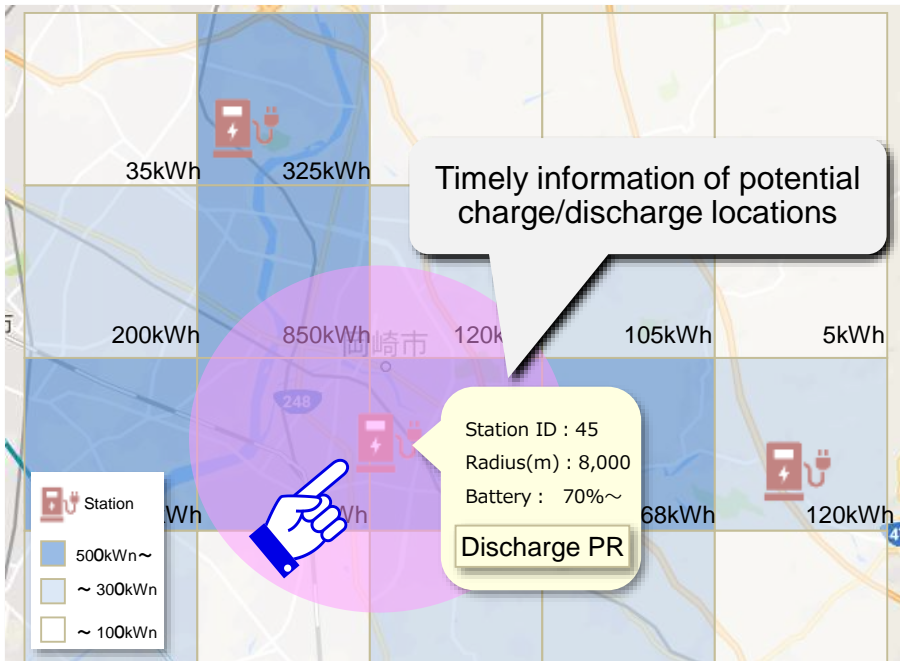 35kWh
325kWh
Timely information of potential
charge/discharge locations
200kWh
850kWh
120k
105kWh
5kWh
岡崎市
248
Station ID : 45
Radius(m) : 8,000
Battery : 70%～
Discharge PR
Wh
Wh
68kWh
120kWh
Station
500kWn～
～ 300kWn
～ 100kWn